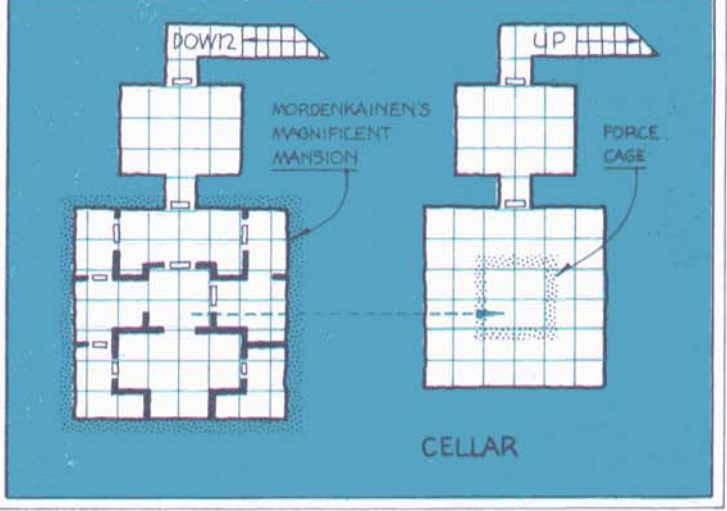 DOWN
UP
MORDENKAINEN'S
MAGNIFICENT
MANSION
FORCE
CAGE
CELLAR